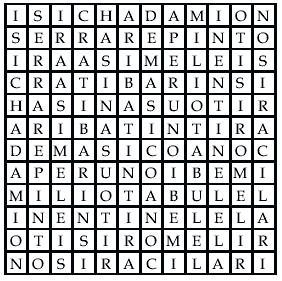 I S I C H A D A M I O N
S E R R A R E P I N T O
I R A A S I M E L E I S
C R A T I B A R I N S I
H A S I N A S U O T I R
A R I B A T I N T I R A
D E M A S I C O A N O C
A P E R U N O I B E M I
M I L I O T A B U L E L
I N E N T I N E L E L A
O T I S I R O M E L I R
N O S I R A C I L A R I